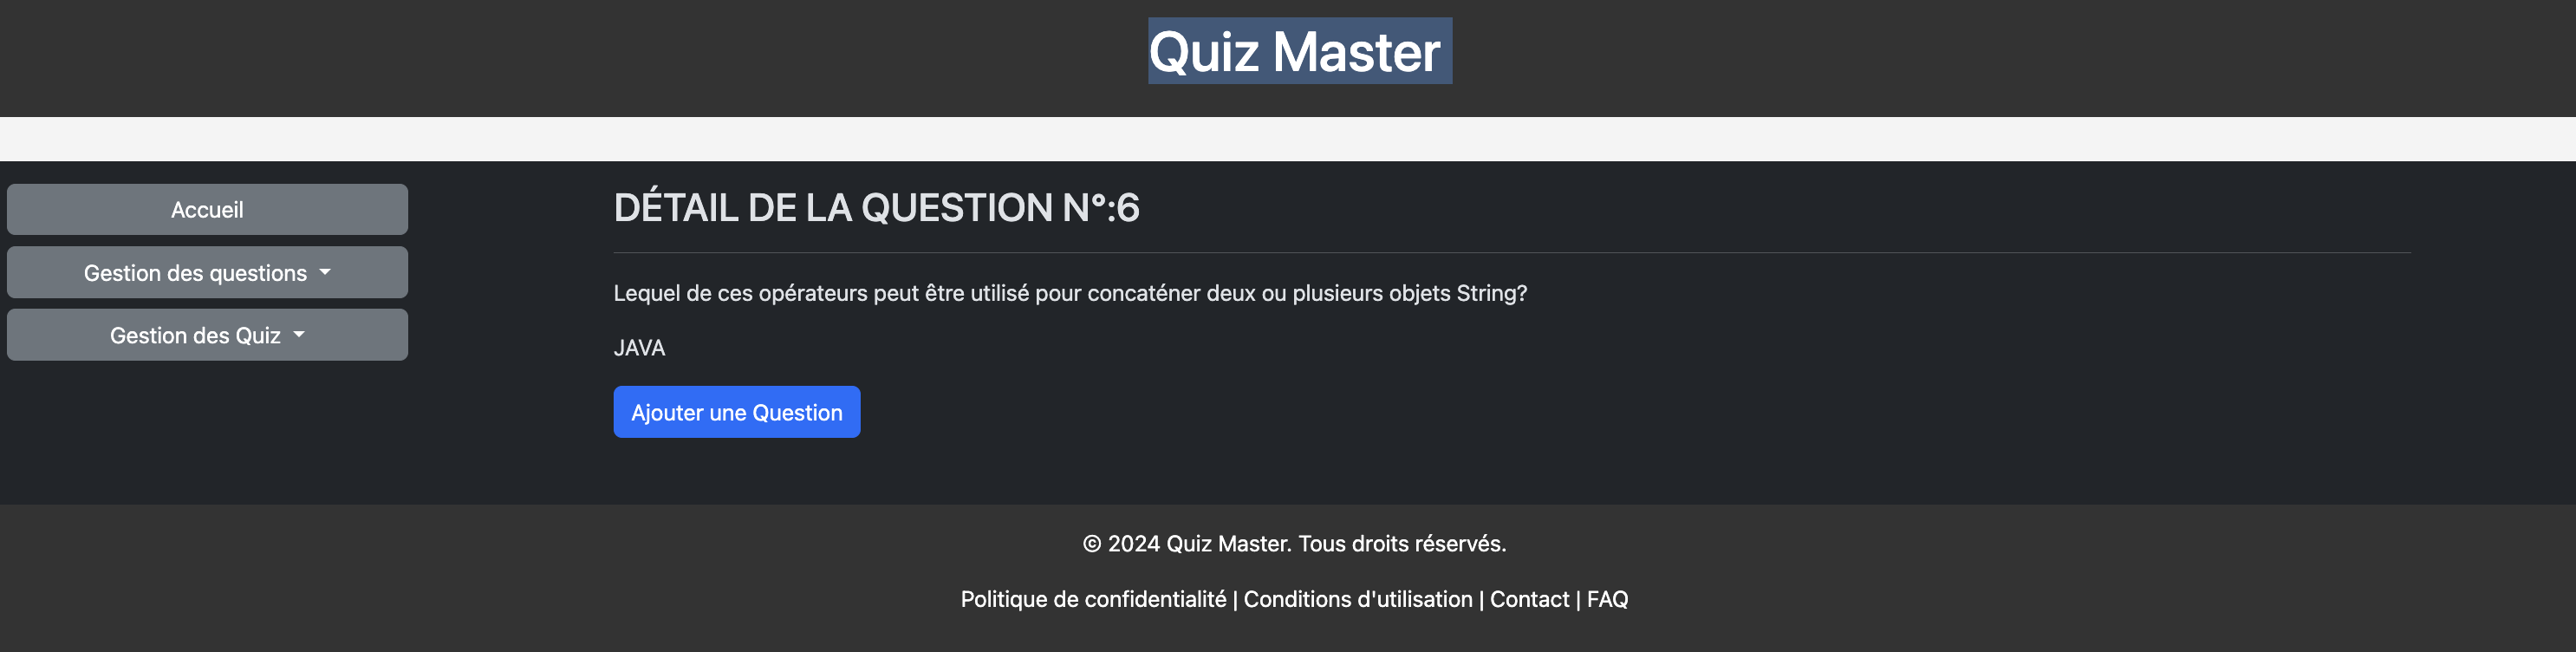 Quiz Master
Accueil
Gestion des questions
Gestion des Quiz
DÉTAIL DE LA QUESTION N°:6
Lequel de ces opérateurs peut être utilisé pour concaténer deux ou plusieurs objets String?
JAVA
Ajouter une Question
© 2024 Quiz Master. Tous droits réservés.
Politique de confidentialité | Conditions d'utilisation | Contact | FAQ